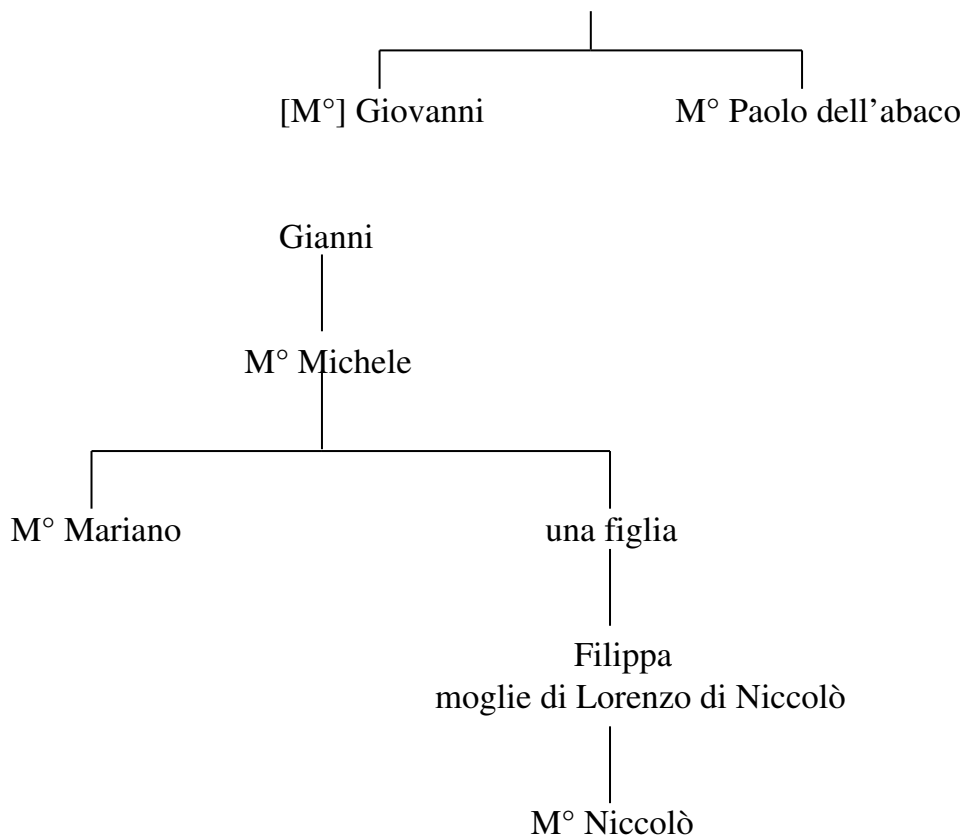 [M°] Giovanni M° Paolo dell’abaco
Gianni
M° Michele
M° Mariano una figlia
Filippa
moglie di Lorenzo di Niccolò
M° Niccolò